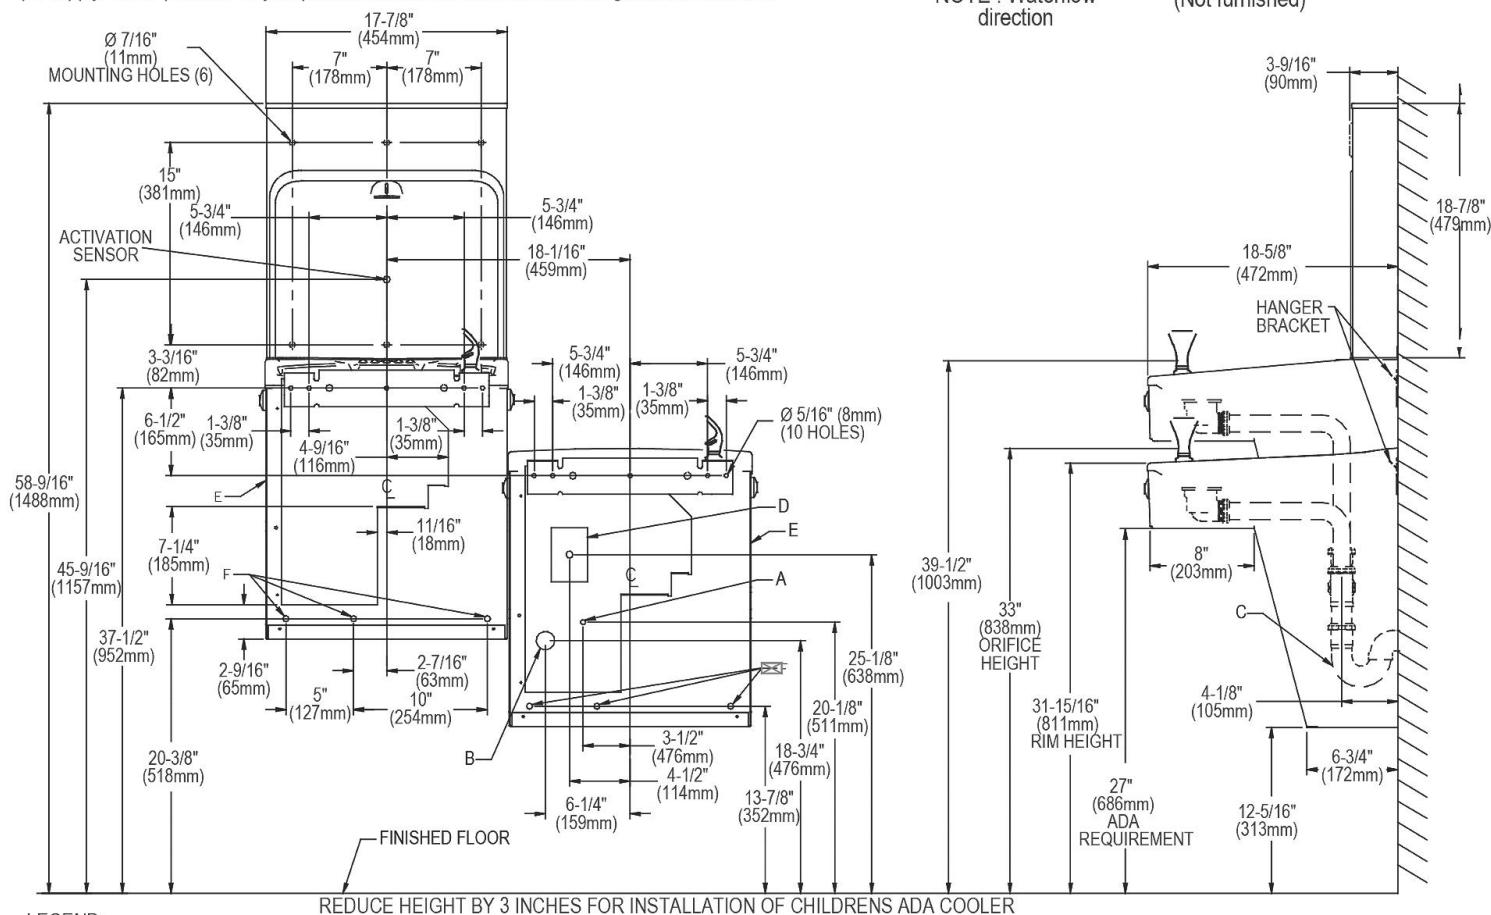 NOTE : Waterflow
direction
(Not furnished)
17-7/8"
(454mm)
Ø 7/16"
(11mm)
MOUNTING HOLES (6)
7"
(178mm)
7"
(178mm)
3-9/16"
(90mm)
15"
(381mm)
5-3/4"
(146mm)
5-3/4"
(146mm)
18-7/8"
(479mm)
ACTIVATION
SENSOR
18-1/16"
(459mm)
18-5/8"
(472mm)
HANGER
BRACKET
3-3/16"
(82mm)
5-3/4"
(146mm)
5-3/4"
(146mm)
6-1/2"
(165mm)
1-3/8"
(35mm)
1-3/8"
(35mm)
1-3/8"
(35mm)
1-3/8"
(35mm)
Ø 5/16" (8mm)
(10 HOLES)
4-9/16"
(116mm)
58-9/16"
(1488mm)
E
C
L
D
E
11/16"
(18mm)
7-1/4"
(185mm)
45-9/16"
(1157mm)
F
C
L
A
39-1/2"
(1003mm)
8"
(203mm)
33"
(838mm)
ORIFICE
HEIGHT
C
37-1/2"
(952mm)
2-9/16"
(65mm)
2-7/16"
(63mm)
5"
(127mm)
10"
(254mm)
F
25-1/8"
(638mm)
20-1/8"
(511mm)
4-1/8"
(105mm)
31-15/16"
(811mm)
RIM HEIGHT
B
3-1/2"
(476mm)
18-3/4"
(476mm)
20-3/8"
(518mm)
4-1/2"
(114mm)
6-3/4"
(172mm)
6-1/4"
(159mm)
13-7/8"
(352mm)
27"
(686mm)
ADA
REQUIREMENT
12-5/16"
(313mm)
FINISHED FLOOR
REDUCE HEIGHT BY 3 INCHES FOR INSTALLATION OF CHILDRENS ADA COOLER
LEGEND